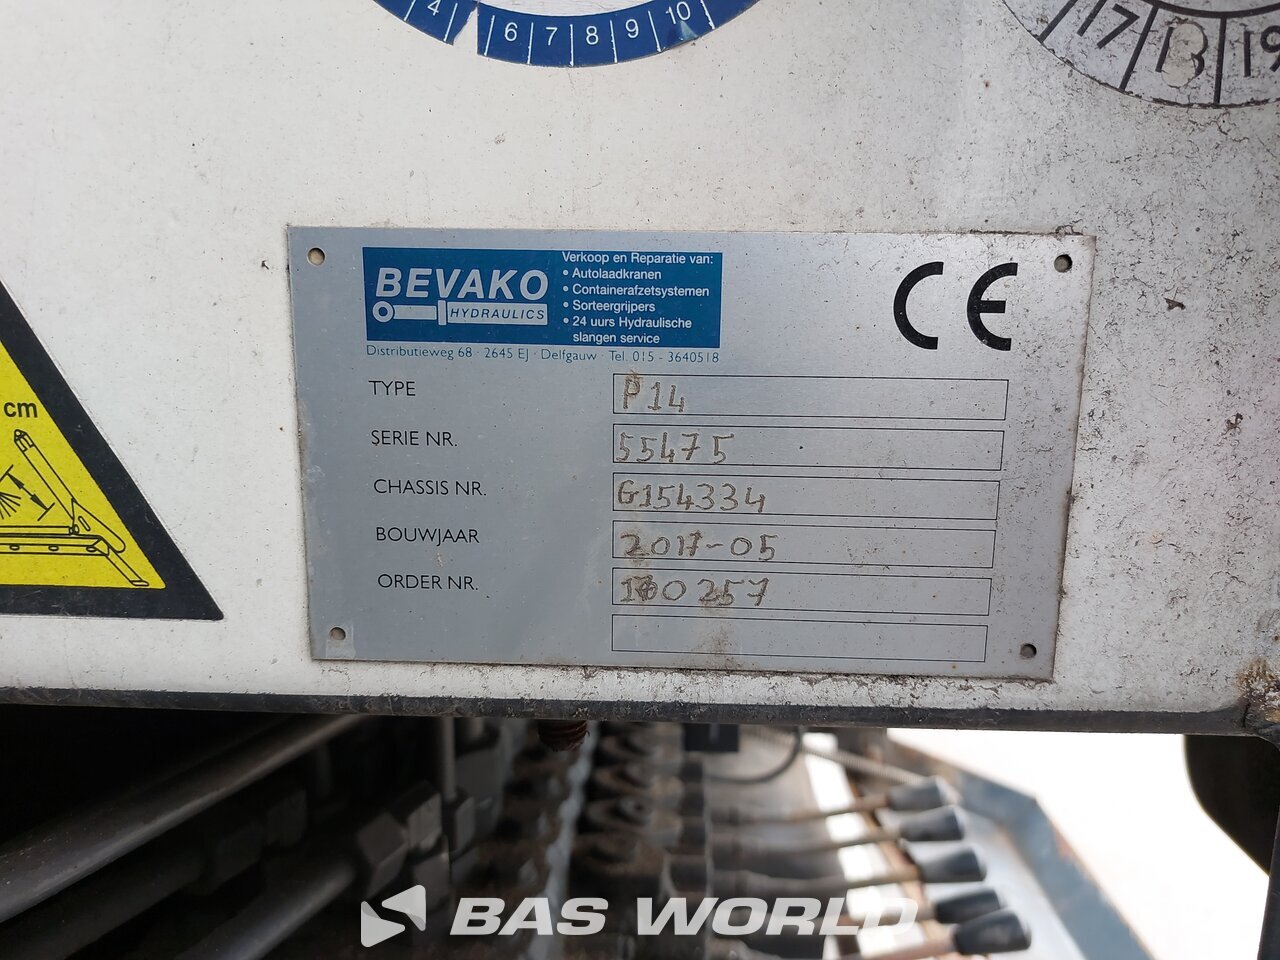 4 6 7 8 9 10
17 18 19
cm
BEVAKO
HYDRAULICS
Verkoop en Reparatie van:
• Autolaadkranen
• Containerafzetsystemen
• Sorteergrijpers
• 24 uurs Hydraulische
slangen service
Distributieweg 68 · 2645 EJ · Delfgauw · Tel. 015 - 3640518
CE
TYPE P14
SERIE NR. 55475
CHASSIS NR. G154334
BOUWJAAR 2017-05
ORDER NR.
BAS WORLD